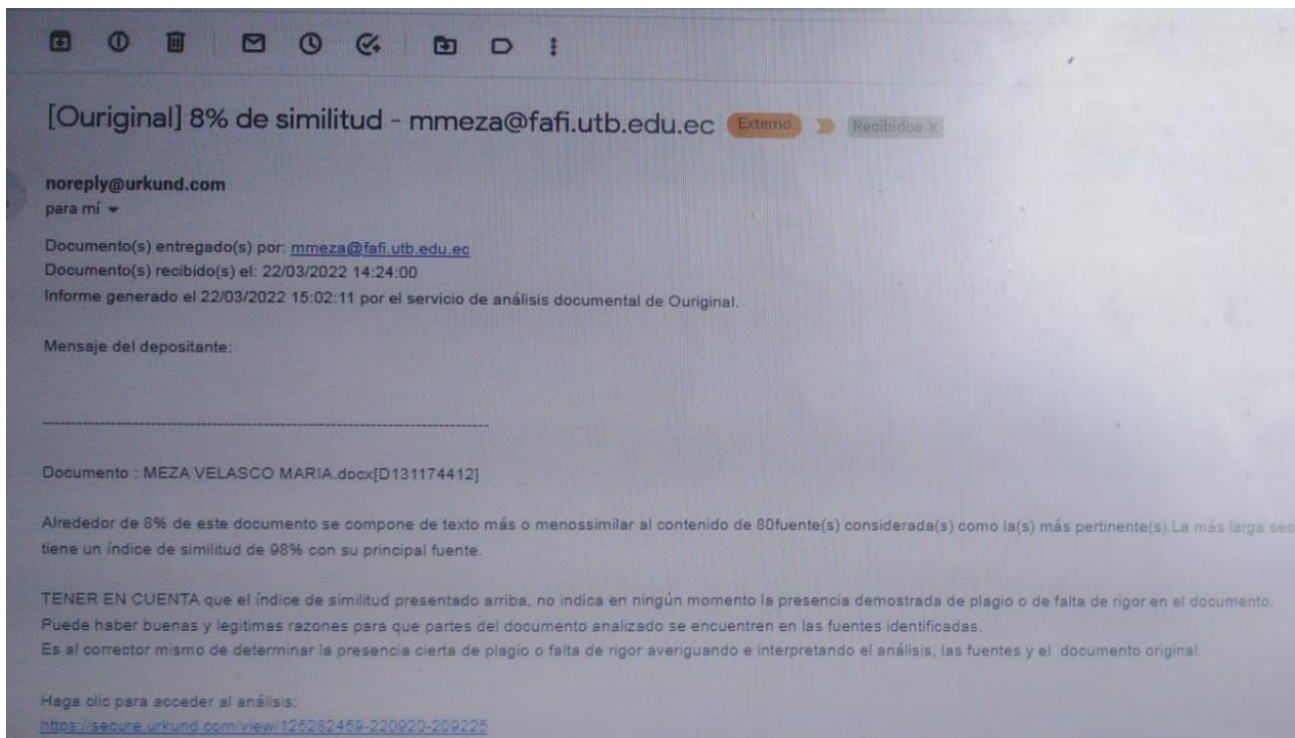 [Ouriginal] 8% de similitud - mmeza@fafi.utb.edu.ec Externo Recibidos x
noreply@urkund.com
para mí
Documento(s) entregado(s) por: mmeza@fafi.utb.edu.ec
Documento(s) recibido(s) el: 22/03/2022 14:24:00
Informe generado el 22/03/2022 15:02:11 por el servicio de análisis documental de Ouriginal.
Mensaje del depositante:
Documento : MEZA VELASCO MARIA.docx[D131174412]
Alrededor de 8% de este documento se compone de texto más o menossimilar al contenido de 80fuente(s) considerada(s) como la(s) más pertinente(s).La más larga sec
tiene un índice de similitud de 98% con su principal fuente.
TENER EN CUENTA que el índice de similitud presentado arriba, no indica en ningún momento la presencia demostrada de plagio o de falta de rigor en el documento.
Puede haber buenas y legitimas razones para que partes del documento analizado se encuentren en las fuentes identificadas.
Es al corrector mismo de determinar la presencia cierta de plagio o falta de rigor averiguando e interpretando el análisis, las fuentes y el documento original.
Haga clic para acceder al análisis:
https://secure.urkund.com/view/125282459-220920-209225